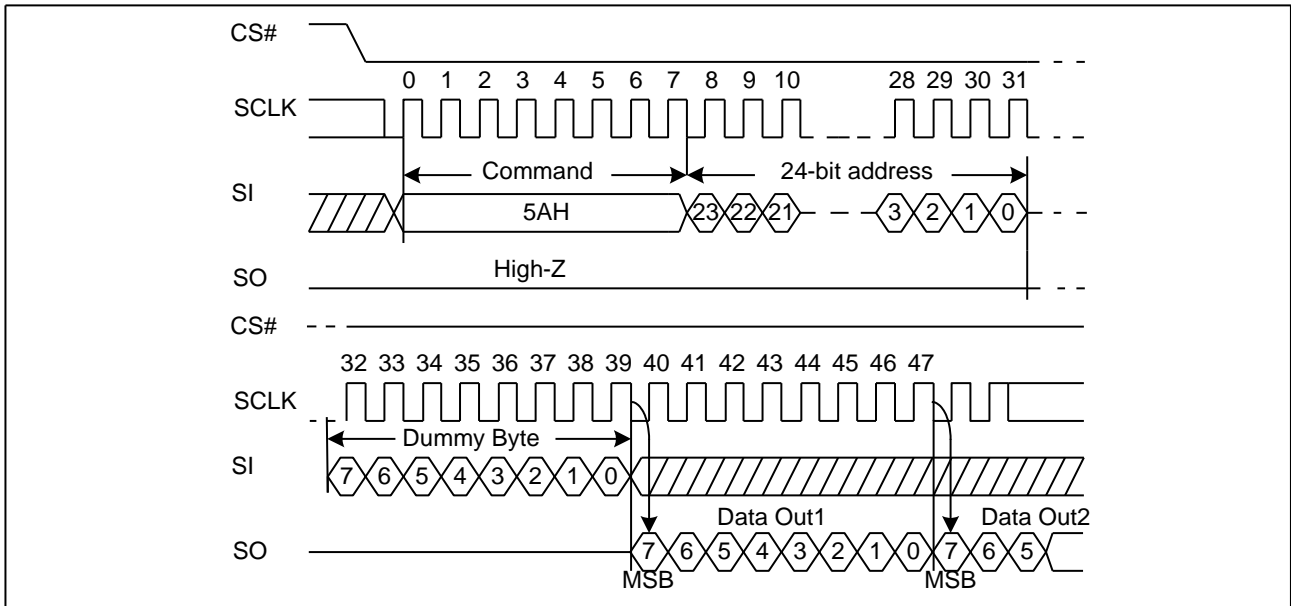 CS#
0 1 2 3 4 5 6 7 8 9 10 28 29 30 31
SCLK
Command 24-bit address
SI
5AH 23 22 21 3 2 1 0
High-Z
SO
CS#
32 33 34 35 36 37 38 39 40 41 42 43 44 45 46 47
SCLK
Dummy Byte
SI
7 6 5 4 3 2 1 0
Data Out1 Data Out2
SO
7 6 5 4 3 2 1 0 7 6 5
MSB MSB